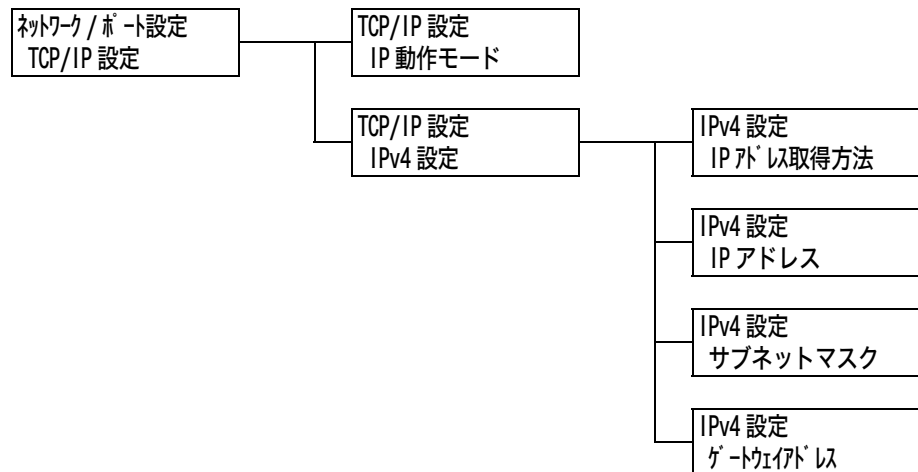 ﾈｯﾄﾜｰｸ / ﾎﾟｰﾄ設定
TCP/IP 設定
TCP/IP 設定
IP 動作モード
TCP/IP 設定
IPv4 設定
IPv4 設定
IP ｱﾄﾞﾚｽ取得方法
IPv4 設定
IP アドレス
IPv4 設定
サブネットマスク
IPv4 設定
ｹﾞｰﾄｳｪｲｱﾄﾞﾚｽ